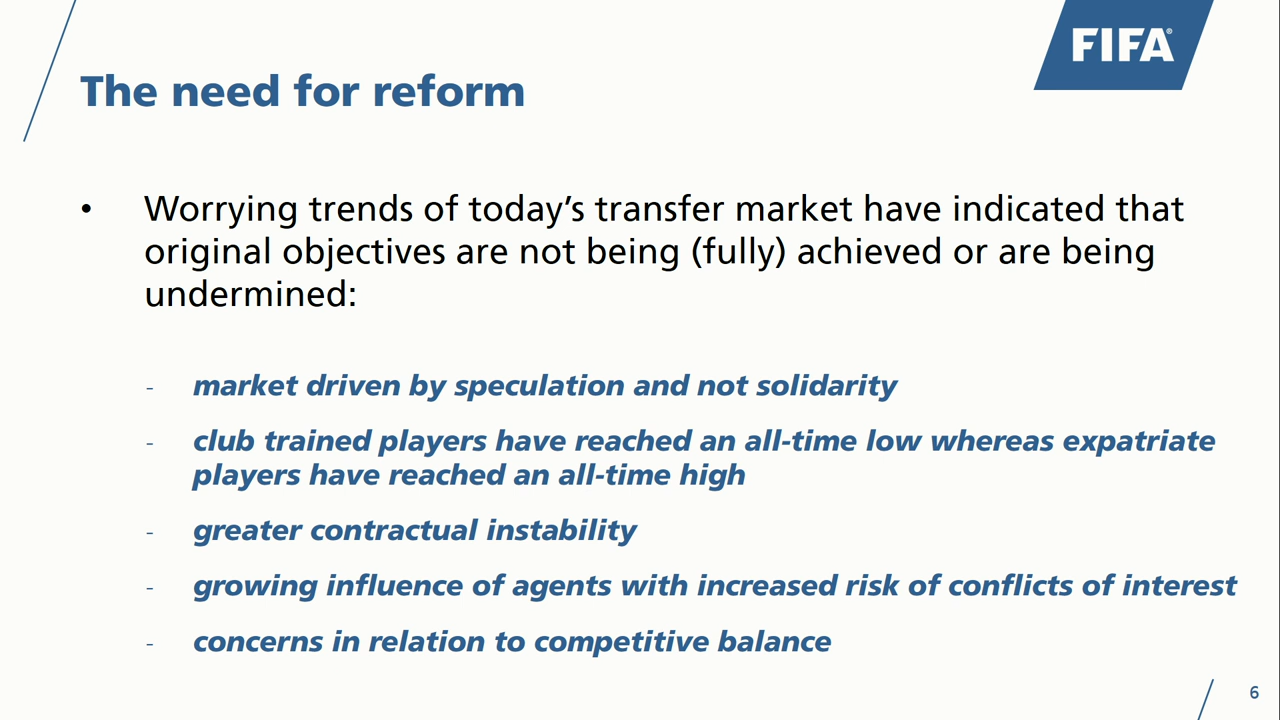 FIFA®
The need for reform
• Worrying trends of today’s transfer market have indicated that
original objectives are not being (fully) achieved or are being
undermined:
- market driven by speculation and not solidarity
- club trained players have reached an all-time low whereas expatriate
players have reached an all-time high
- greater contractual instability
- growing influence of agents with increased risk of conflicts of interest
- concerns in relation to competitive balance
6